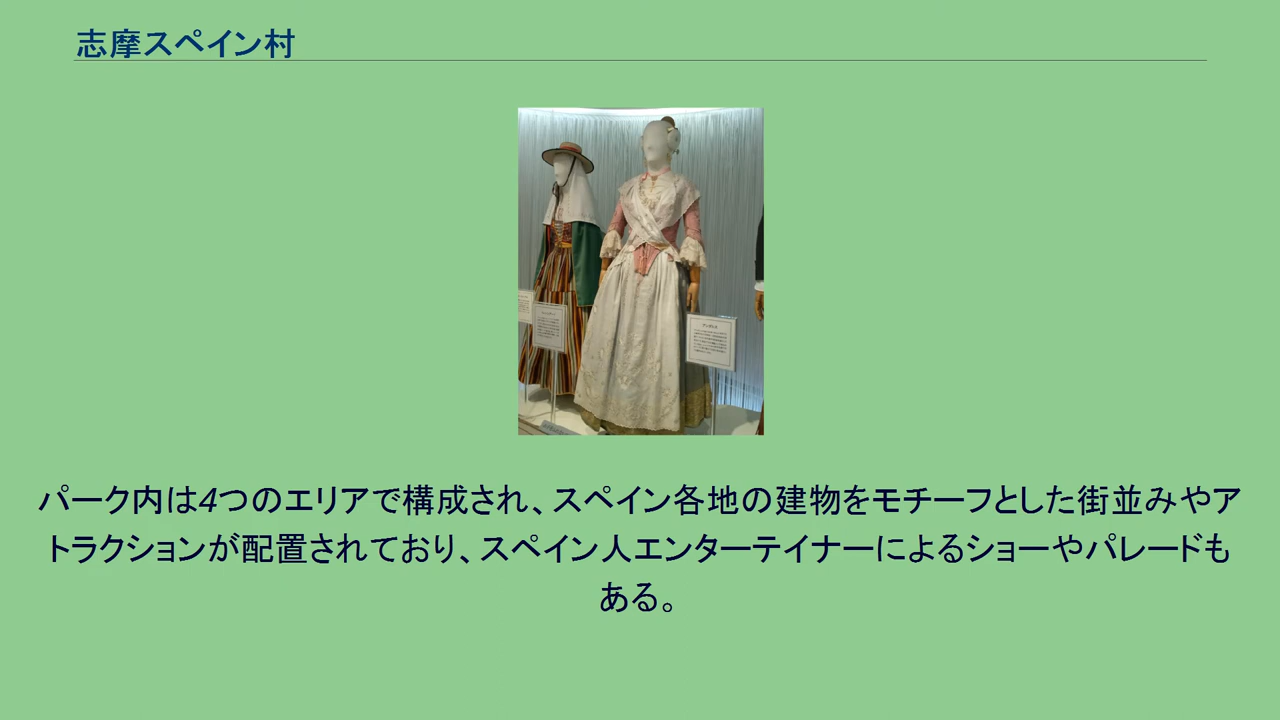 志摩スペイン村
パーク内は4つのエリアで構成され、スペイン各地の建物をモチーフとした街並みやア
トラクションが配置されており、スペイン人エンターテイナーによるショーやパレードも
ある。